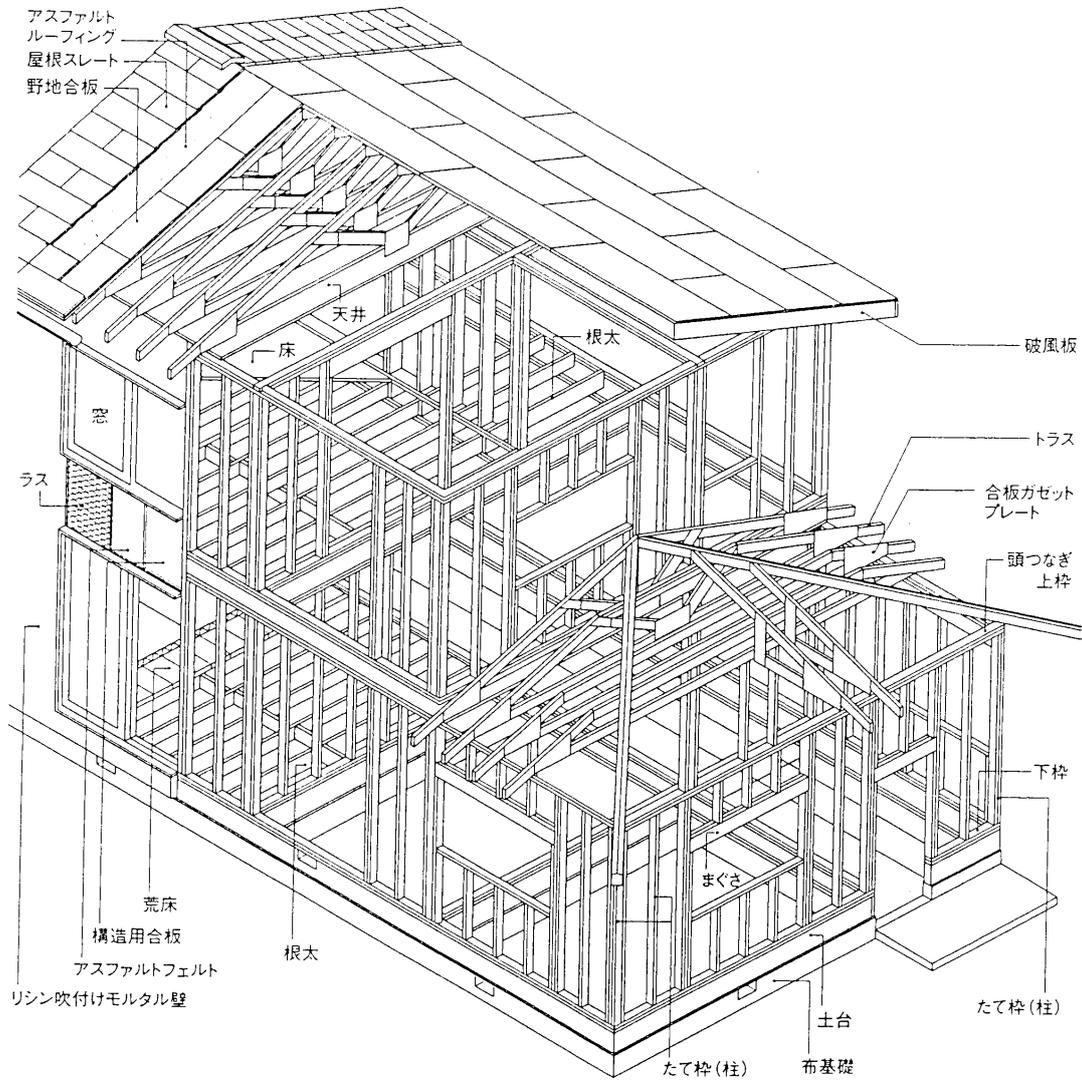 アスファルト
ルーフィング
屋根スレート
野地合板
天井
床
根太
破風板
窓
トラス
ラス
合板ガゼット
プレート
頭つなぎ
上枠
下枠
まぐさ
荒床
構造用合板
根太
アスファルトフェルト
リシン吹付けモルタル壁
たて枠(柱)
土台
たて枠(柱)
布基礎